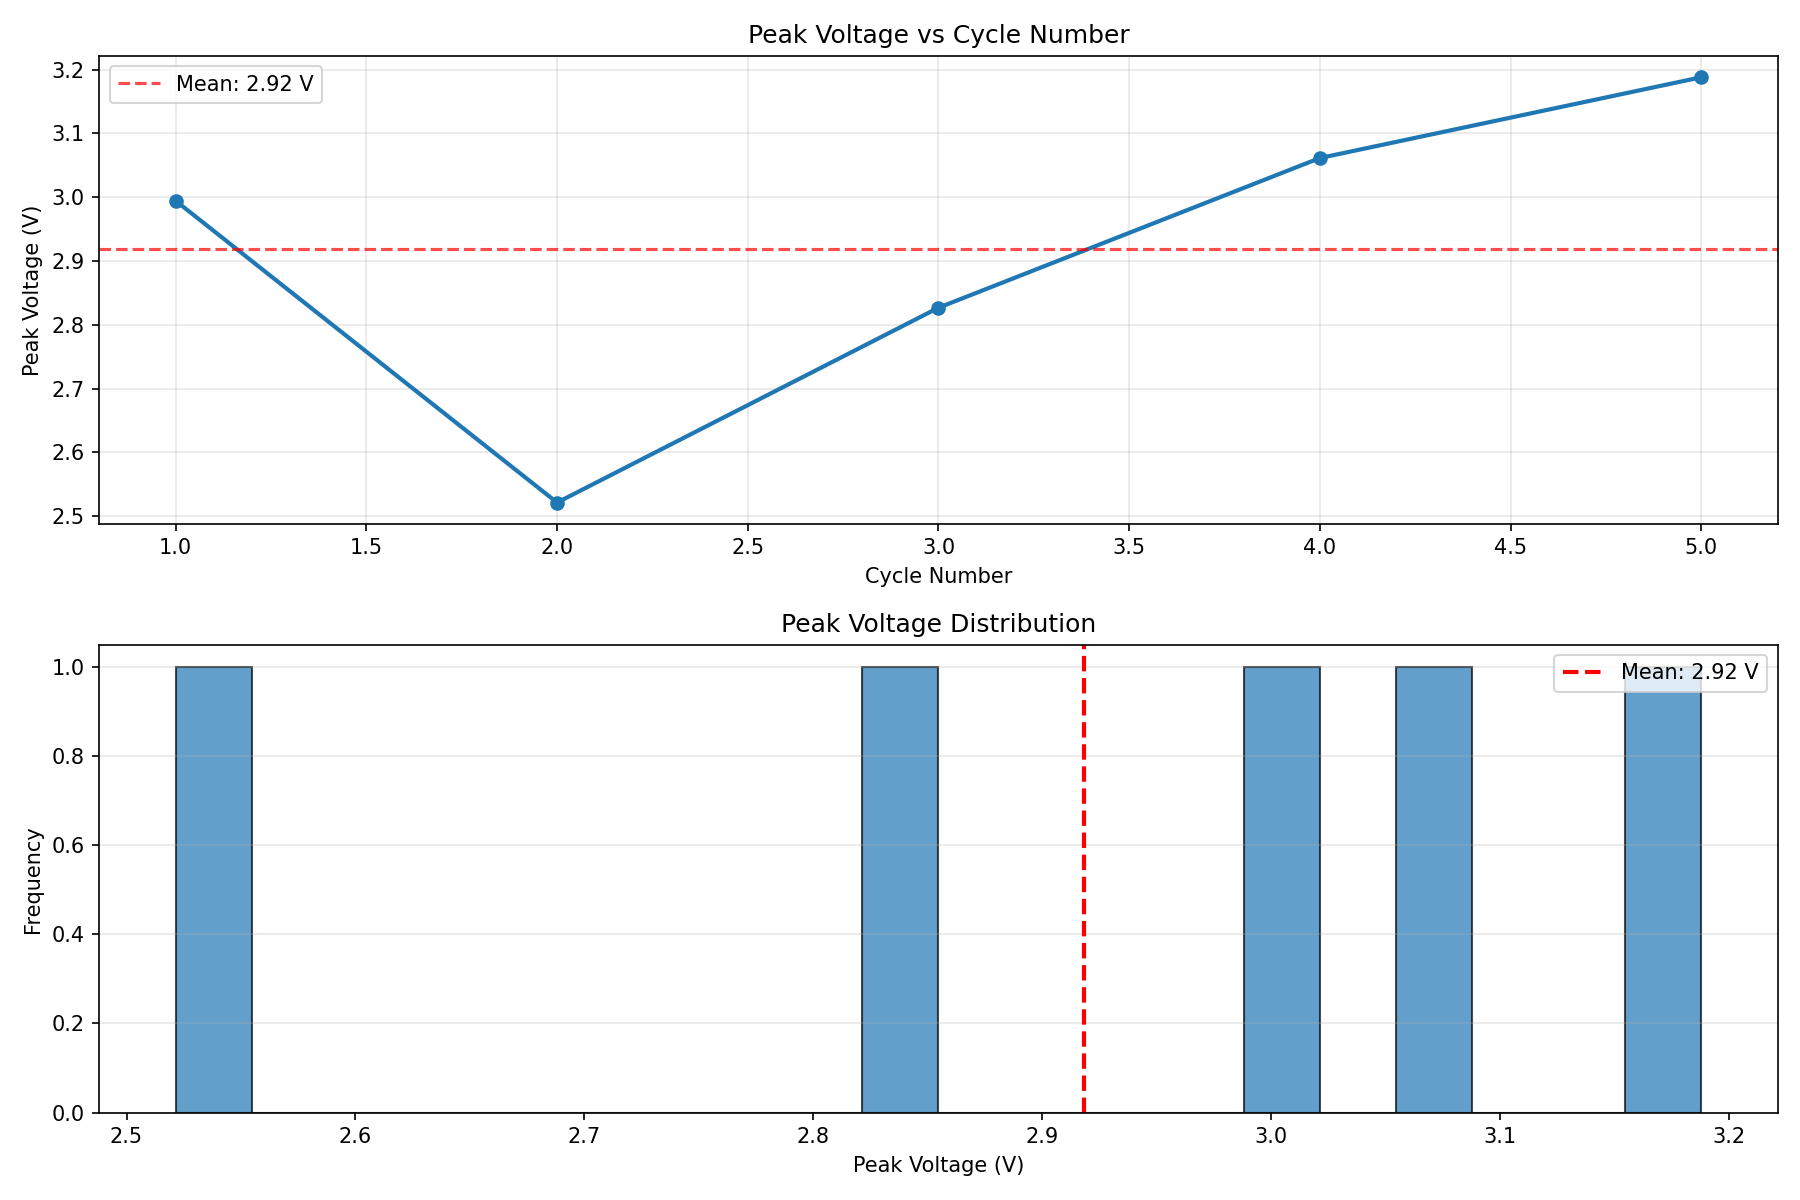 Peak Voltage vs Cycle Number
Mean: 2.92 V
Peak Voltage (V)
3.2
3.1
3.0
2.9
2.8
2.7
2.6
2.5
1.0 1.5 2.0 2.5 3.0 3.5 4.0 4.5 5.0
Cycle Number
Peak Voltage Distribution
Mean: 2.92 V
Frequency
1.0
0.8
0.6
0.4
0.2
0.0
2.5 2.6 2.7 2.8 2.9 3.0 3.1 3.2
Peak Voltage (V)